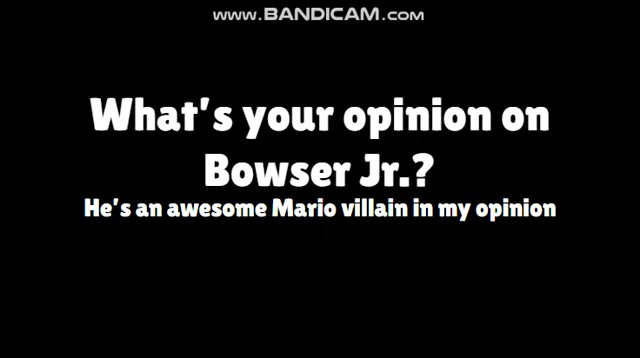 www.BANDICAM.com
What's your opinion on
Bowser Jr.?
He's an awesome Mario villain in my opinion